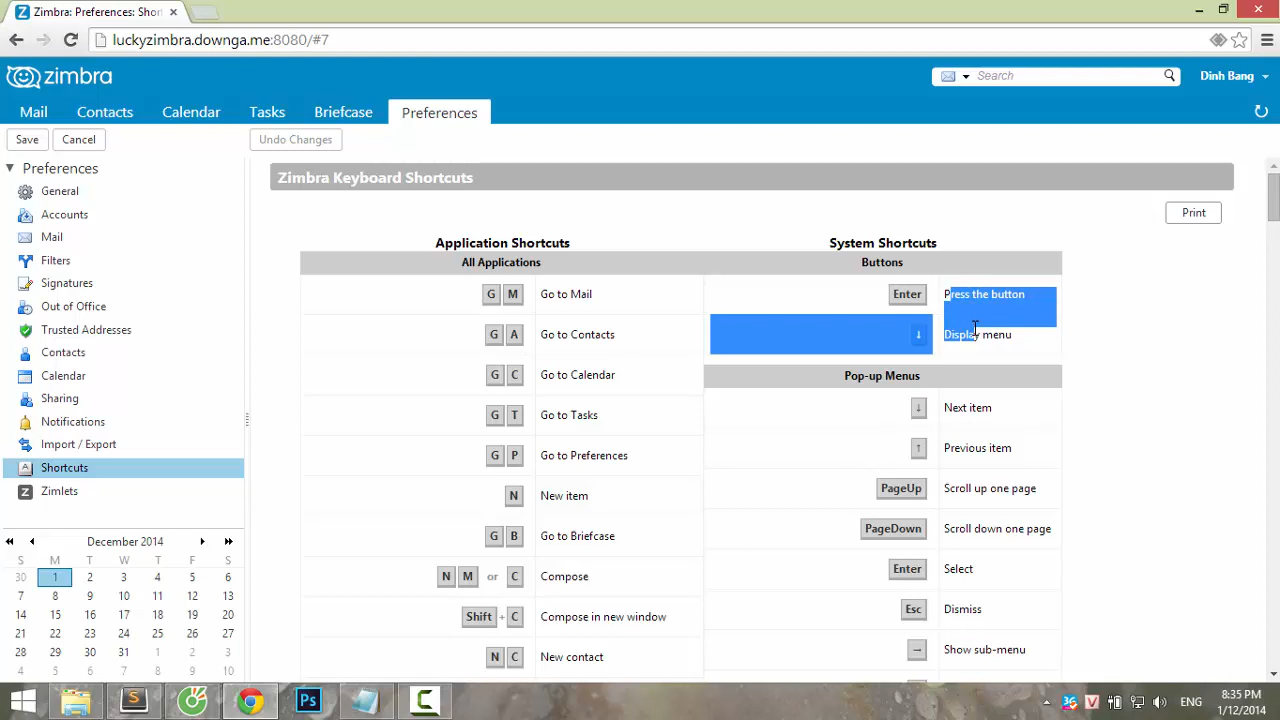 Zimbra: Preferences: Shor
luckyzimbra.downga.me:8080/#7
zimbra
Search
Dinh Bang
Mail
Contacts
Calendar
Tasks
Briefcase
Preferences
Save
Cancel
Undo Changes
Preferences
General
Accounts
Mail
Filters
Signatures
Out of Office
Trusted Addresses
Contacts
Calendar
Sharing
Notifications
Import / Export
Shortcuts
Zimlets
December 2014
S M T W T F S
30 1 2 3 4 5 6
7 8 9 10 11 12 13
14 15 16 17 18 19 20
21 22 23 24 25 26 27
28 29 30 31 1 2 3
4 5 6 7 8 9 10
Zimbra Keyboard Shortcuts
Print
Application Shortcuts
All Applications
G M Go to Mail
G A Go to Contacts
G C Go to Calendar
G T Go to Tasks
G P Go to Preferences
N New item
G B Go to Briefcase
N M or C Compose
Shift + C Compose in new window
N C New contact
System Shortcuts
Buttons
Enter Press the button
↓ Display menu
Pop-up Menus
↓ Next item
↑ Previous item
PageUp Scroll up one page
PageDown Scroll down one page
Enter Select
Esc Dismiss
→ Show sub-menu
Ps
3G
V
ENG
8:35 PM
1/12/2014